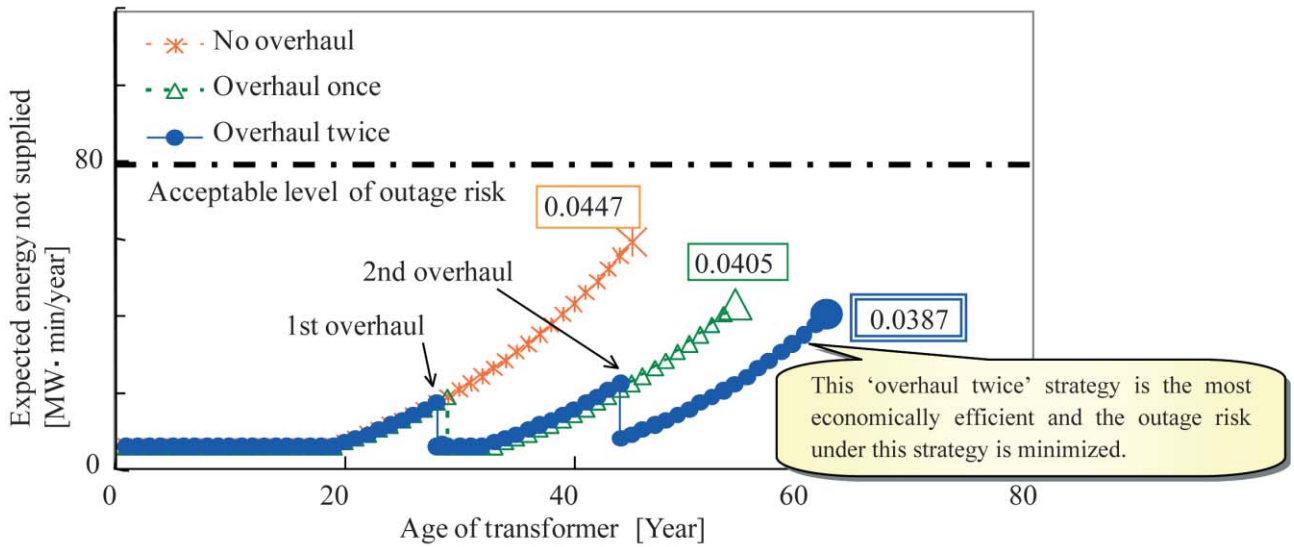 No overhaul
Overhaul once
Overhaul twice
Expected energy not supplied
[MW· min/year]
80
0
Acceptable level of outage risk
0.0447
0.0405
0.0387
2nd overhaul
1st overhaul
This ‘overhaul twice’ strategy is the most
economically efficient and the outage risk
under this strategy is minimized.
0
20
40
60
80
Age of transformer [Year]